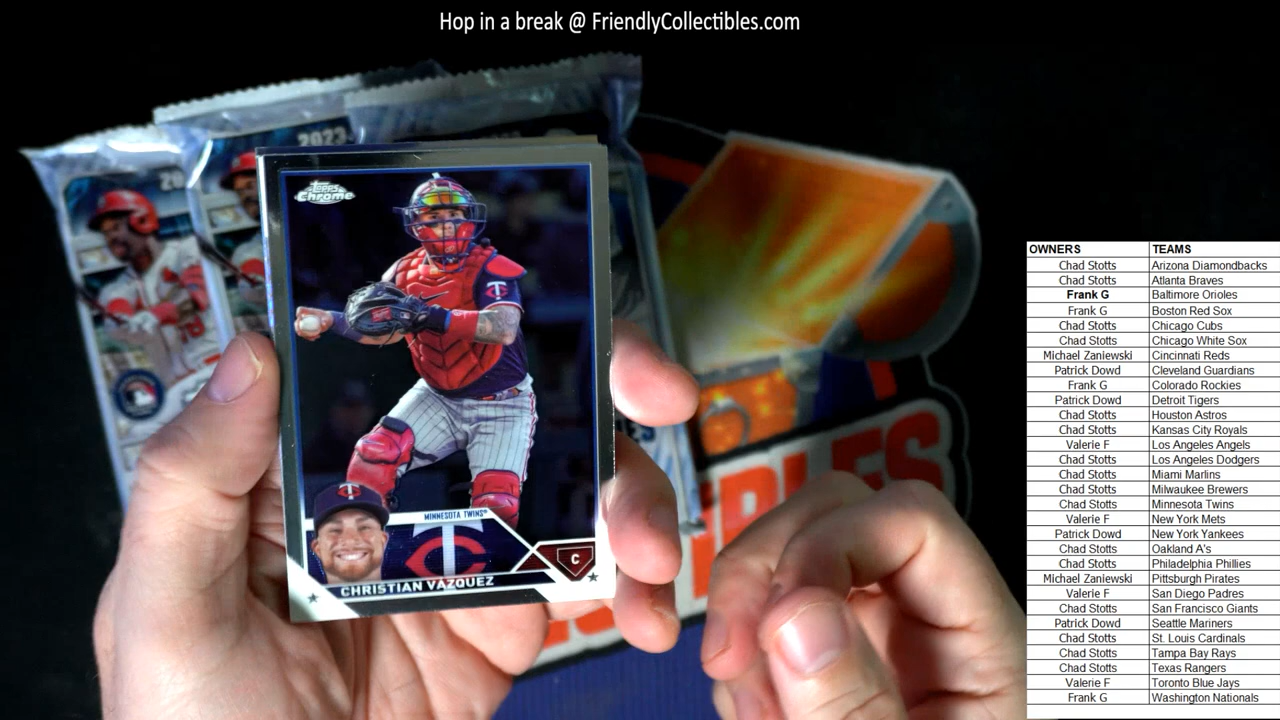 Hop in a break @ FriendlyCollectibles.com
2023
20
Topps
Chrome
MINNESOTA TWINS®
C
CHRISTIAN VÁZQUEZ
OWNERS TEAMS
Chad Stotts Arizona Diamondbacks
Chad Stotts Atlanta Braves
Frank G Baltimore Orioles
Frank G Boston Red Sox
Chad Stotts Chicago Cubs
Chad Stotts Chicago White Sox
Michael Zaniewski Cincinnati Reds
Patrick Dowd Cleveland Guardians
Frank G Colorado Rockies
Patrick Dowd Detroit Tigers
Chad Stotts Houston Astros
Chad Stotts Kansas City Royals
Valerie F Los Angeles Angels
Chad Stotts Los Angeles Dodgers
Chad Stotts Miami Marlins
Chad Stotts Milwaukee Brewers
Chad Stotts Minnesota Twins
Valerie F New York Mets
Patrick Dowd New York Yankees
Chad Stotts Oakland A's
Chad Stotts Philadelphia Phillies
Michael Zaniewski Pittsburgh Pirates
Valerie F San Diego Padres
Chad Stotts San Francisco Giants
Patrick Dowd Seattle Mariners
Chad Stotts St. Louis Cardinals
Chad Stotts Tampa Bay Rays
Chad Stotts Texas Rangers
Valerie F Toronto Blue Jays
Frank G Washington Nationals